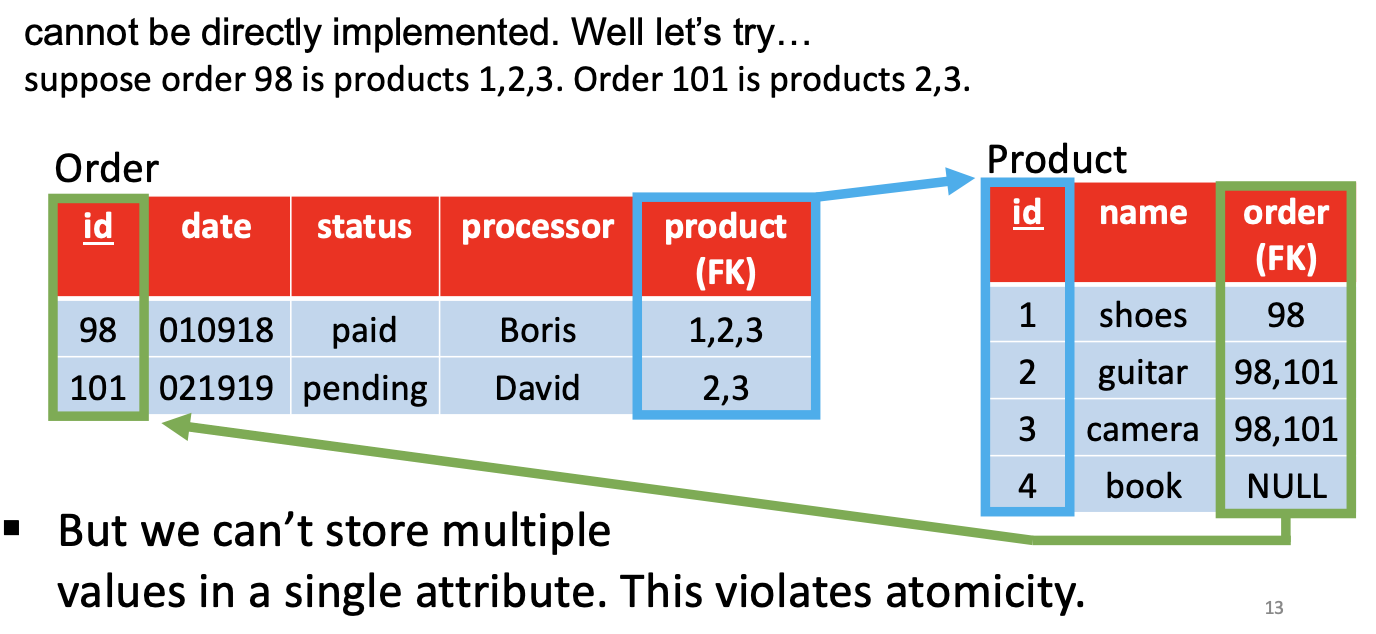 cannot be directly implemented. Well let’s try…
suppose order 98 is products 1,2,3. Order 101 is products 2,3.
Order
id date status processor product
(FK)
98 010918 paid Boris 1,2,3
101 021919 pending David 2,3
Product
id name order
(FK)
1 shoes 98
2 guitar 98,101
3 camera 98,101
4 book NULL
▪ But we can’t store multiple
values in a single attribute. This violates atomicity.
13